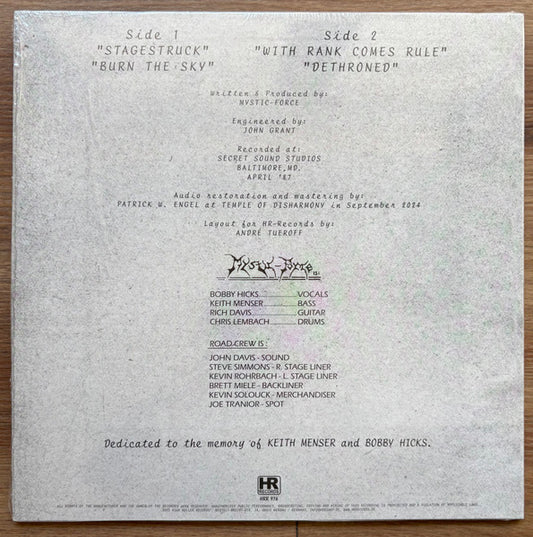 Side 1 Side 2
"STAGESTRUCK" "WITH RANK COMES RULE"
"BURN THE SKY" "DETHRONED"
Written & Produced by:
MYSTIC-FORCE
Engineered by:
JOHN GRANT
Recorded at:
SECRET SOUND STUDIOS
BALTIMORE,MD.
APRIL '87
Audio restoration and mastering by:
PATRICK W. ENGEL at TEMPLE OF DISHARMONY in September 2024
Layout for HR-Records by:
ANDRÉ TUEROFF
MYSTIC-FORCE
BOBBY HICKS VOCALS
KEITH MENSER BASS
RICH DAVIS GUITAR
CHRIS LEMBACH DRUMS
ROAD-CREW IS:
JOHN DAVIS - SOUND
STEVE SIMMONS - R. STAGE LINER
KEVIN ROHRBACH - L. STAGE LINER
BRETT MIELE - BACKLINER
KEVIN SOLOUCK - MERCHANDISER
JOE TRANIOR - SPOT
Dedicated to the memory of KEITH MENSER and BOBBY HICKS.
HR
RECORDS
HRR 976